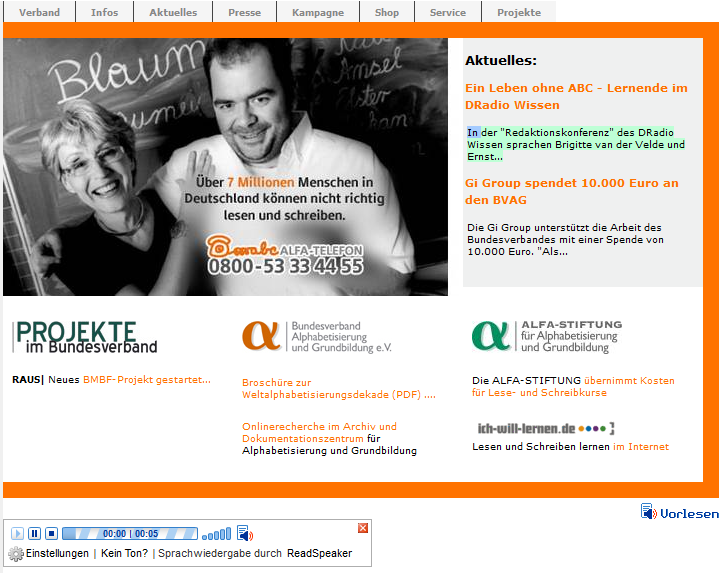 Verband Infos Aktuelles Presse Kampagne Shop Service Projekte
Blaum
Amsel
Elster
Über 7 Millionen Menschen in
Deutschland können nicht richtig
lesen und schreiben.
ALFA-TELEFON
0800 - 53 33 44 55
Aktuelles:
Ein Leben ohne ABC - Lernende im
DRadio Wissen
In der "Redaktionskonferenz" des DRadio
Wissen sprachen Brigitte van der Velde und
Ernst...
Gi Group spendet 10.000 Euro an
den BVAG
Die Gi Group unterstützt die Arbeit des
Bundesverbandes mit einer Spende von
10.000 Euro. "Als...
PROJEKTE
im Bundesverband
RAUS| Neues BMBF-Projekt gestartet...
α
Bundesverband
Alphabetisierung
und Grundbildung e.V.
Broschüre zur
Weltalphabetisierungsdekade (PDF) ....
Onlinerecherche im Archiv und
Dokumentationszentrum für
Alphabetisierung und Grundbildung
α
ALFA-STIFTUNG
für Alphabetisierung
und Grundbildung
Die ALFA-STIFTUNG übernimmt Kosten
für Lese- und Schreibkurse
ich-will-lernen.de
Lesen und Schreiben lernen im Internet
Vorlesen
00:00 | 00:05
Einstellungen | Kein Ton? | Sprachwiedergabe durch ReadSpeaker